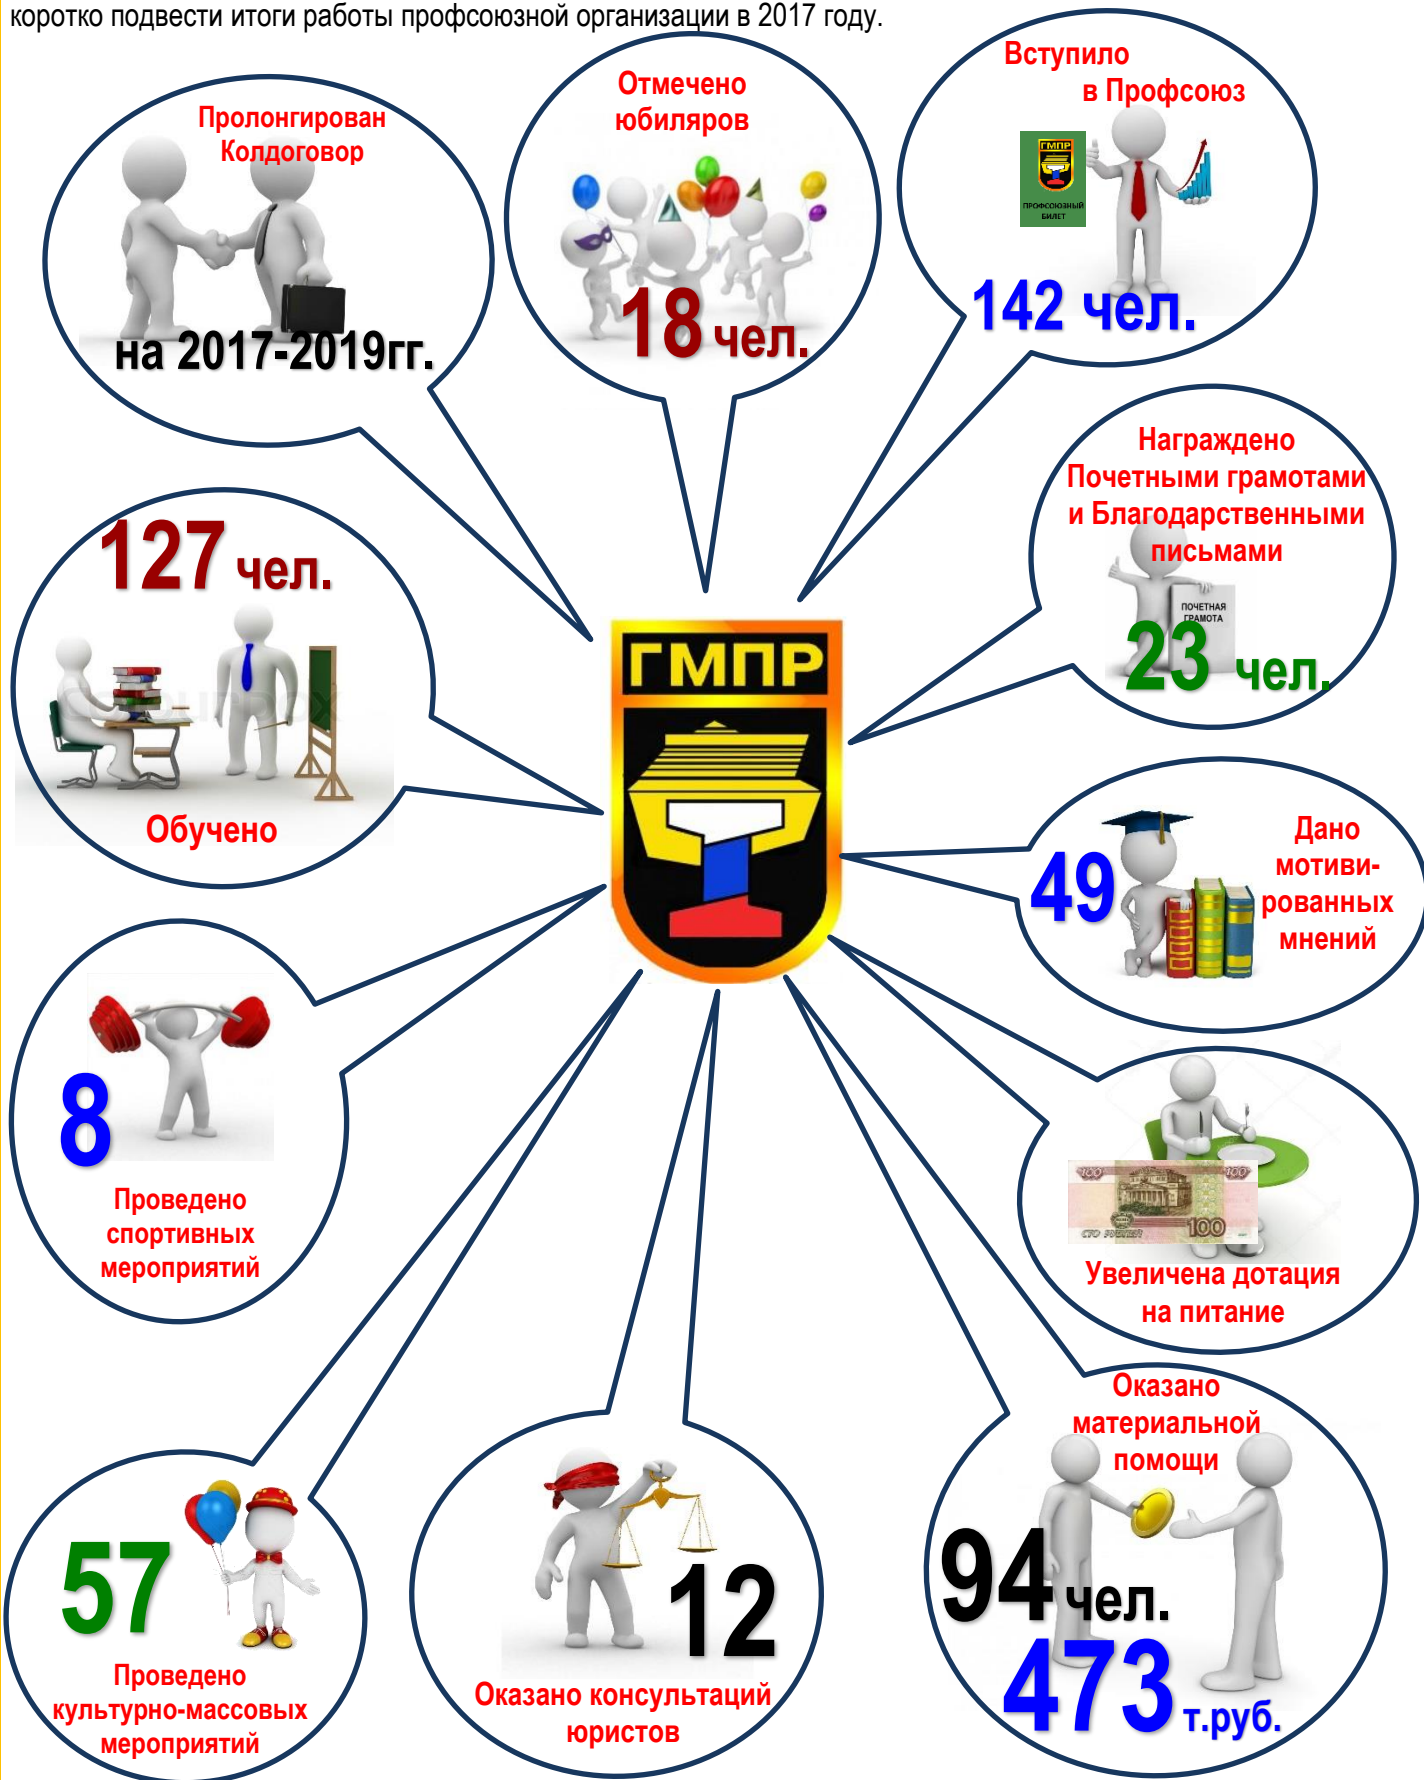 коротко подвести итоги работы профсоюзной организации в 2017 году.
Пролонгирован
Колдоговор
на 2017-2019гг.
Отмечено
юбиляров
18 чел.
Вступило
в Профсоюз
ГМПР
ПРОФСОЮЗНЫЙ
БИЛЕТ
142 чел.
Награждено
Почетными грамотами
и Благодарственными
письмами
ПОЧЕТНАЯ
ГРАМОТА
23 чел.
127 чел.
Обучено
ГМПР
49
Дано
мотиви-
рованных
мнений
8
Проведено
спортивных
мероприятий
100 100
СТО РУБЛЕЙ 100
Увеличена дотация
на питание
57
Проведено
культурно-массовых
мероприятий
12
Оказано консультаций
юристов
Оказано
материальной
помощи
94 чел.
473 т.руб.